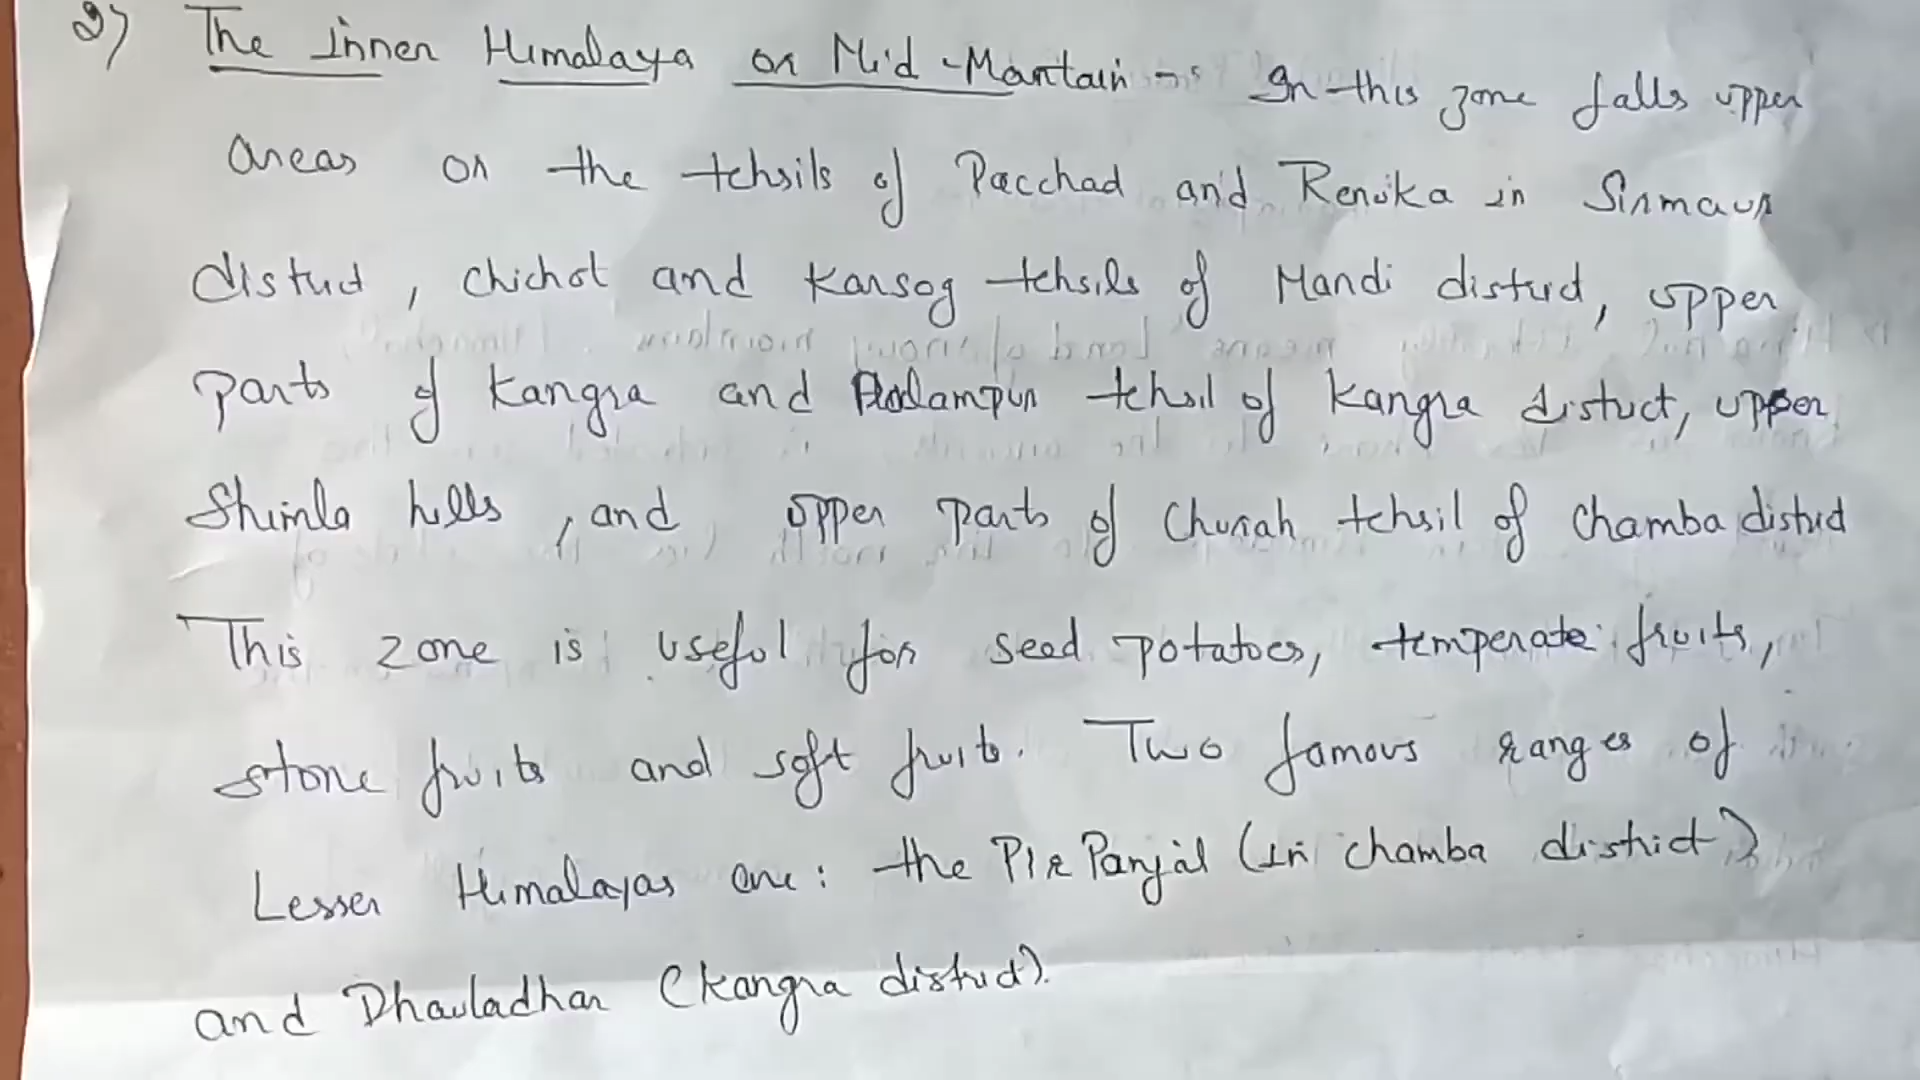 2) The Inner Himalaya or Mid-Mantain → In this zone falls upper
areas or the tehsils of Pacchad and Renuka in Sirmaur
district, chichot and Karsog tehsils of Mandi district, upper
parts of Kangra and Palampur tehsil of Kangra district, upper
Shimla hills, and upper parts of Churah tehsil of Chamba district
This zone is useful for seed potatoes, temperate fruits,
stone fruits and soft fruits. Two famous ranges of
Lesser Himalayas are: the Pir Panjal (in chamba district)
and Dhauladhar (Kangra district).